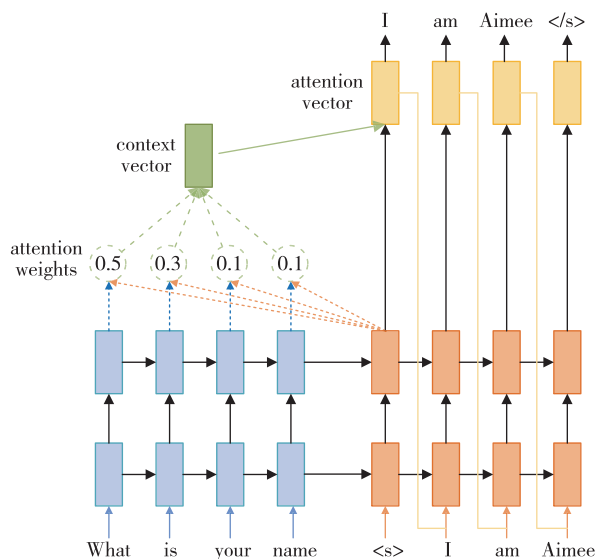 I am Aimee </s>
attention
vector
context
vector
attention
weights
0.5 0.3 0.1 0.1
What is your name <s> I am Aimee